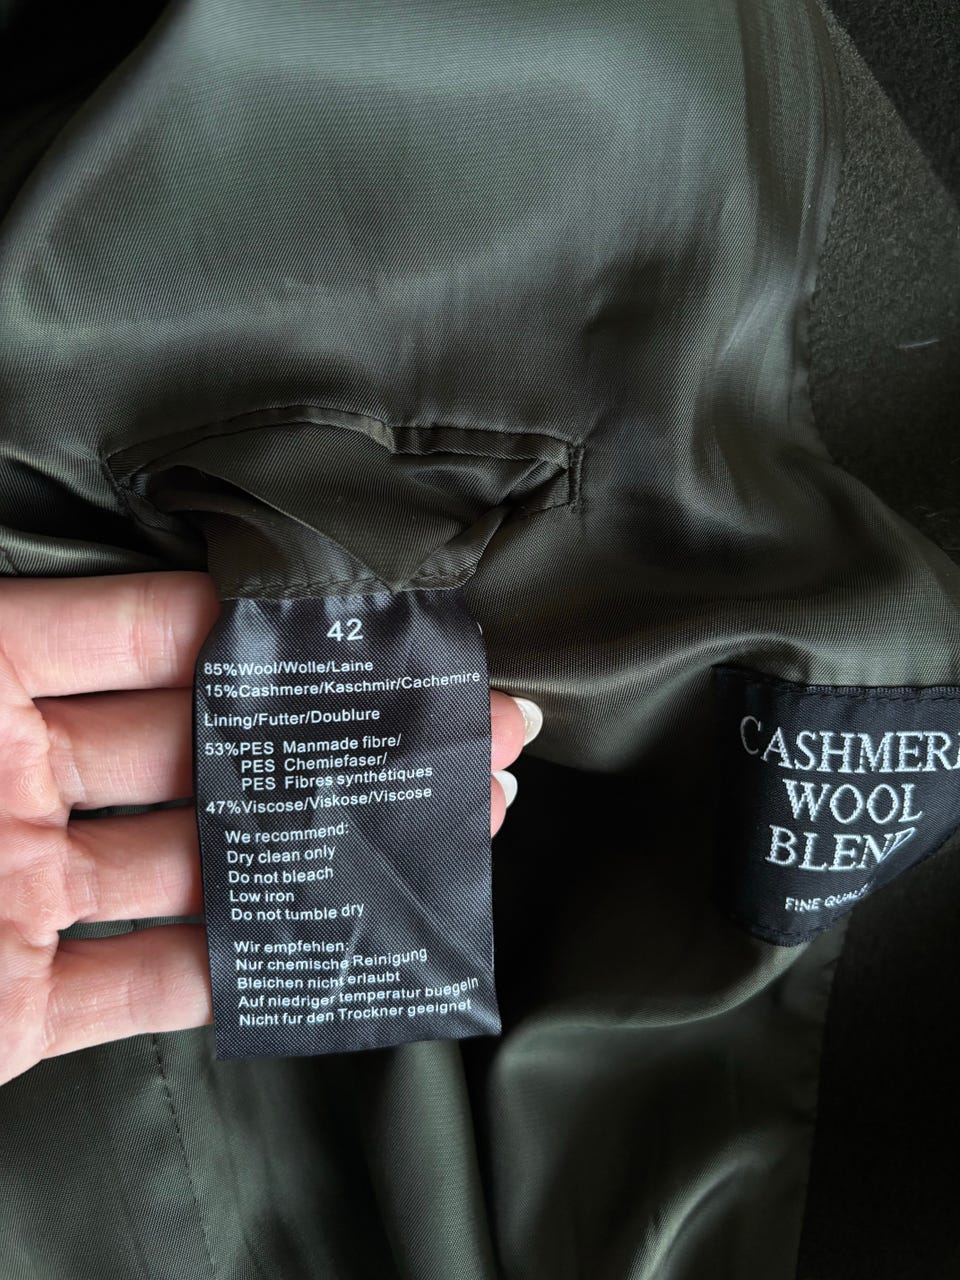 42
85%Wool/Wolle/Laine
15%Cashmere/Kaschmir/Cachemire
Lining/Futter/Doublure
53%PES Manmade fibre/
PES Chemiefaser/
PES Fibres synthétiques
47%Viscose/Viskose/Viscose
We recommend:
Dry clean only
Do not bleach
Low iron
Do not tumble dry
Wir empfehlen:
Nur chemische Reinigung
Bleichen nicht erlaubt
Auf niedriger temperatur buegeln
Nicht fur den Trockner geeignet
CASHMER
WOOL
BLEND
FINE